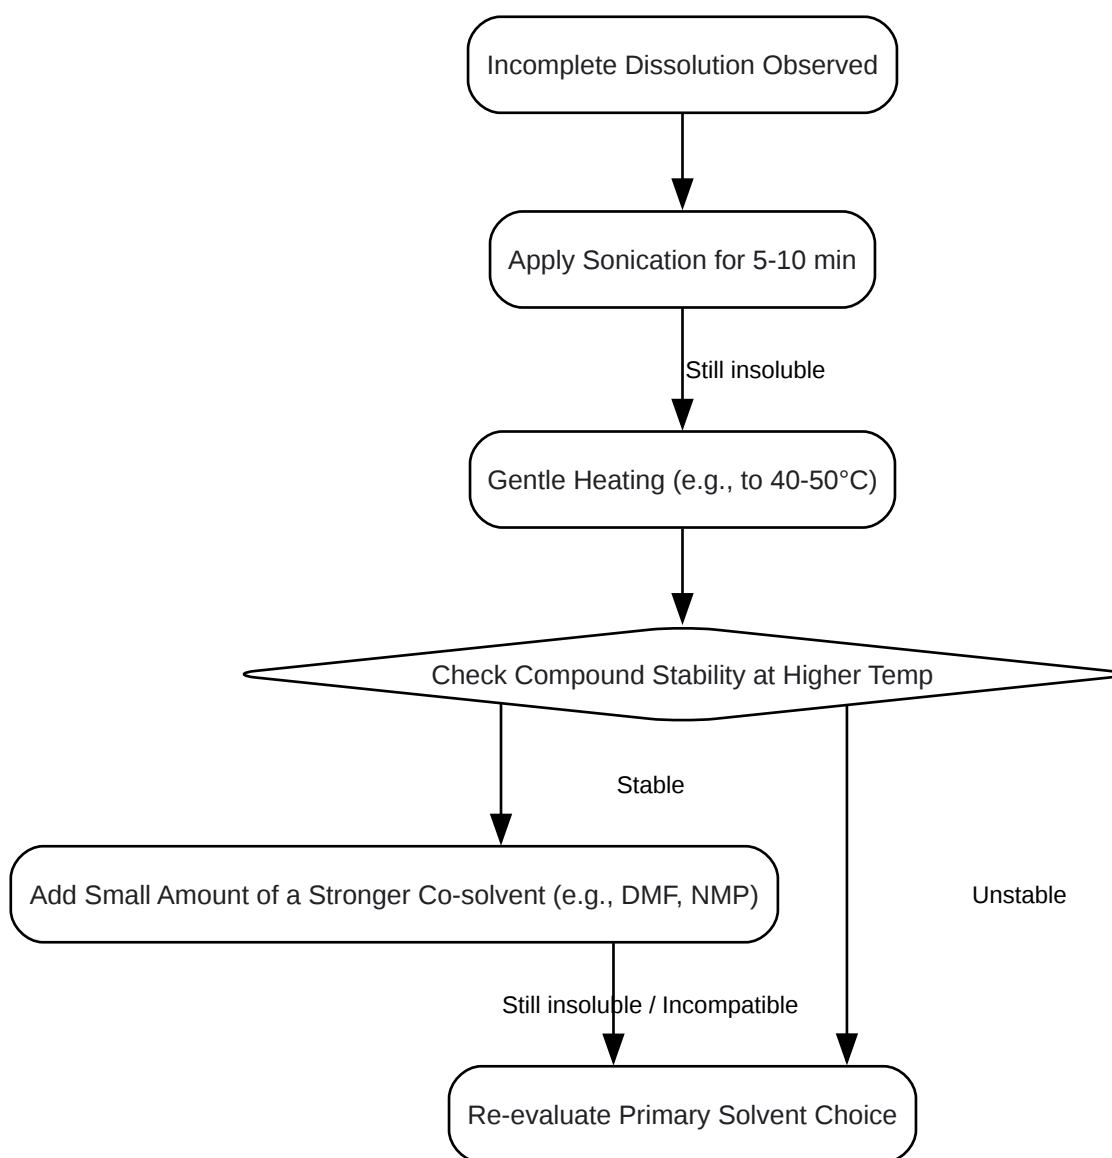 Incomplete Dissolution Observed
Apply Sonication for 5-10 min
Still insoluble
Gentle Heating (e.g., to 40-50°C)
Check Compound Stability at Higher Temp
Stable
Add Small Amount of a Stronger Co-solvent (e.g., DMF, NMP)
Unstable
Still insoluble / Incompatible
Re-evaluate Primary Solvent Choice